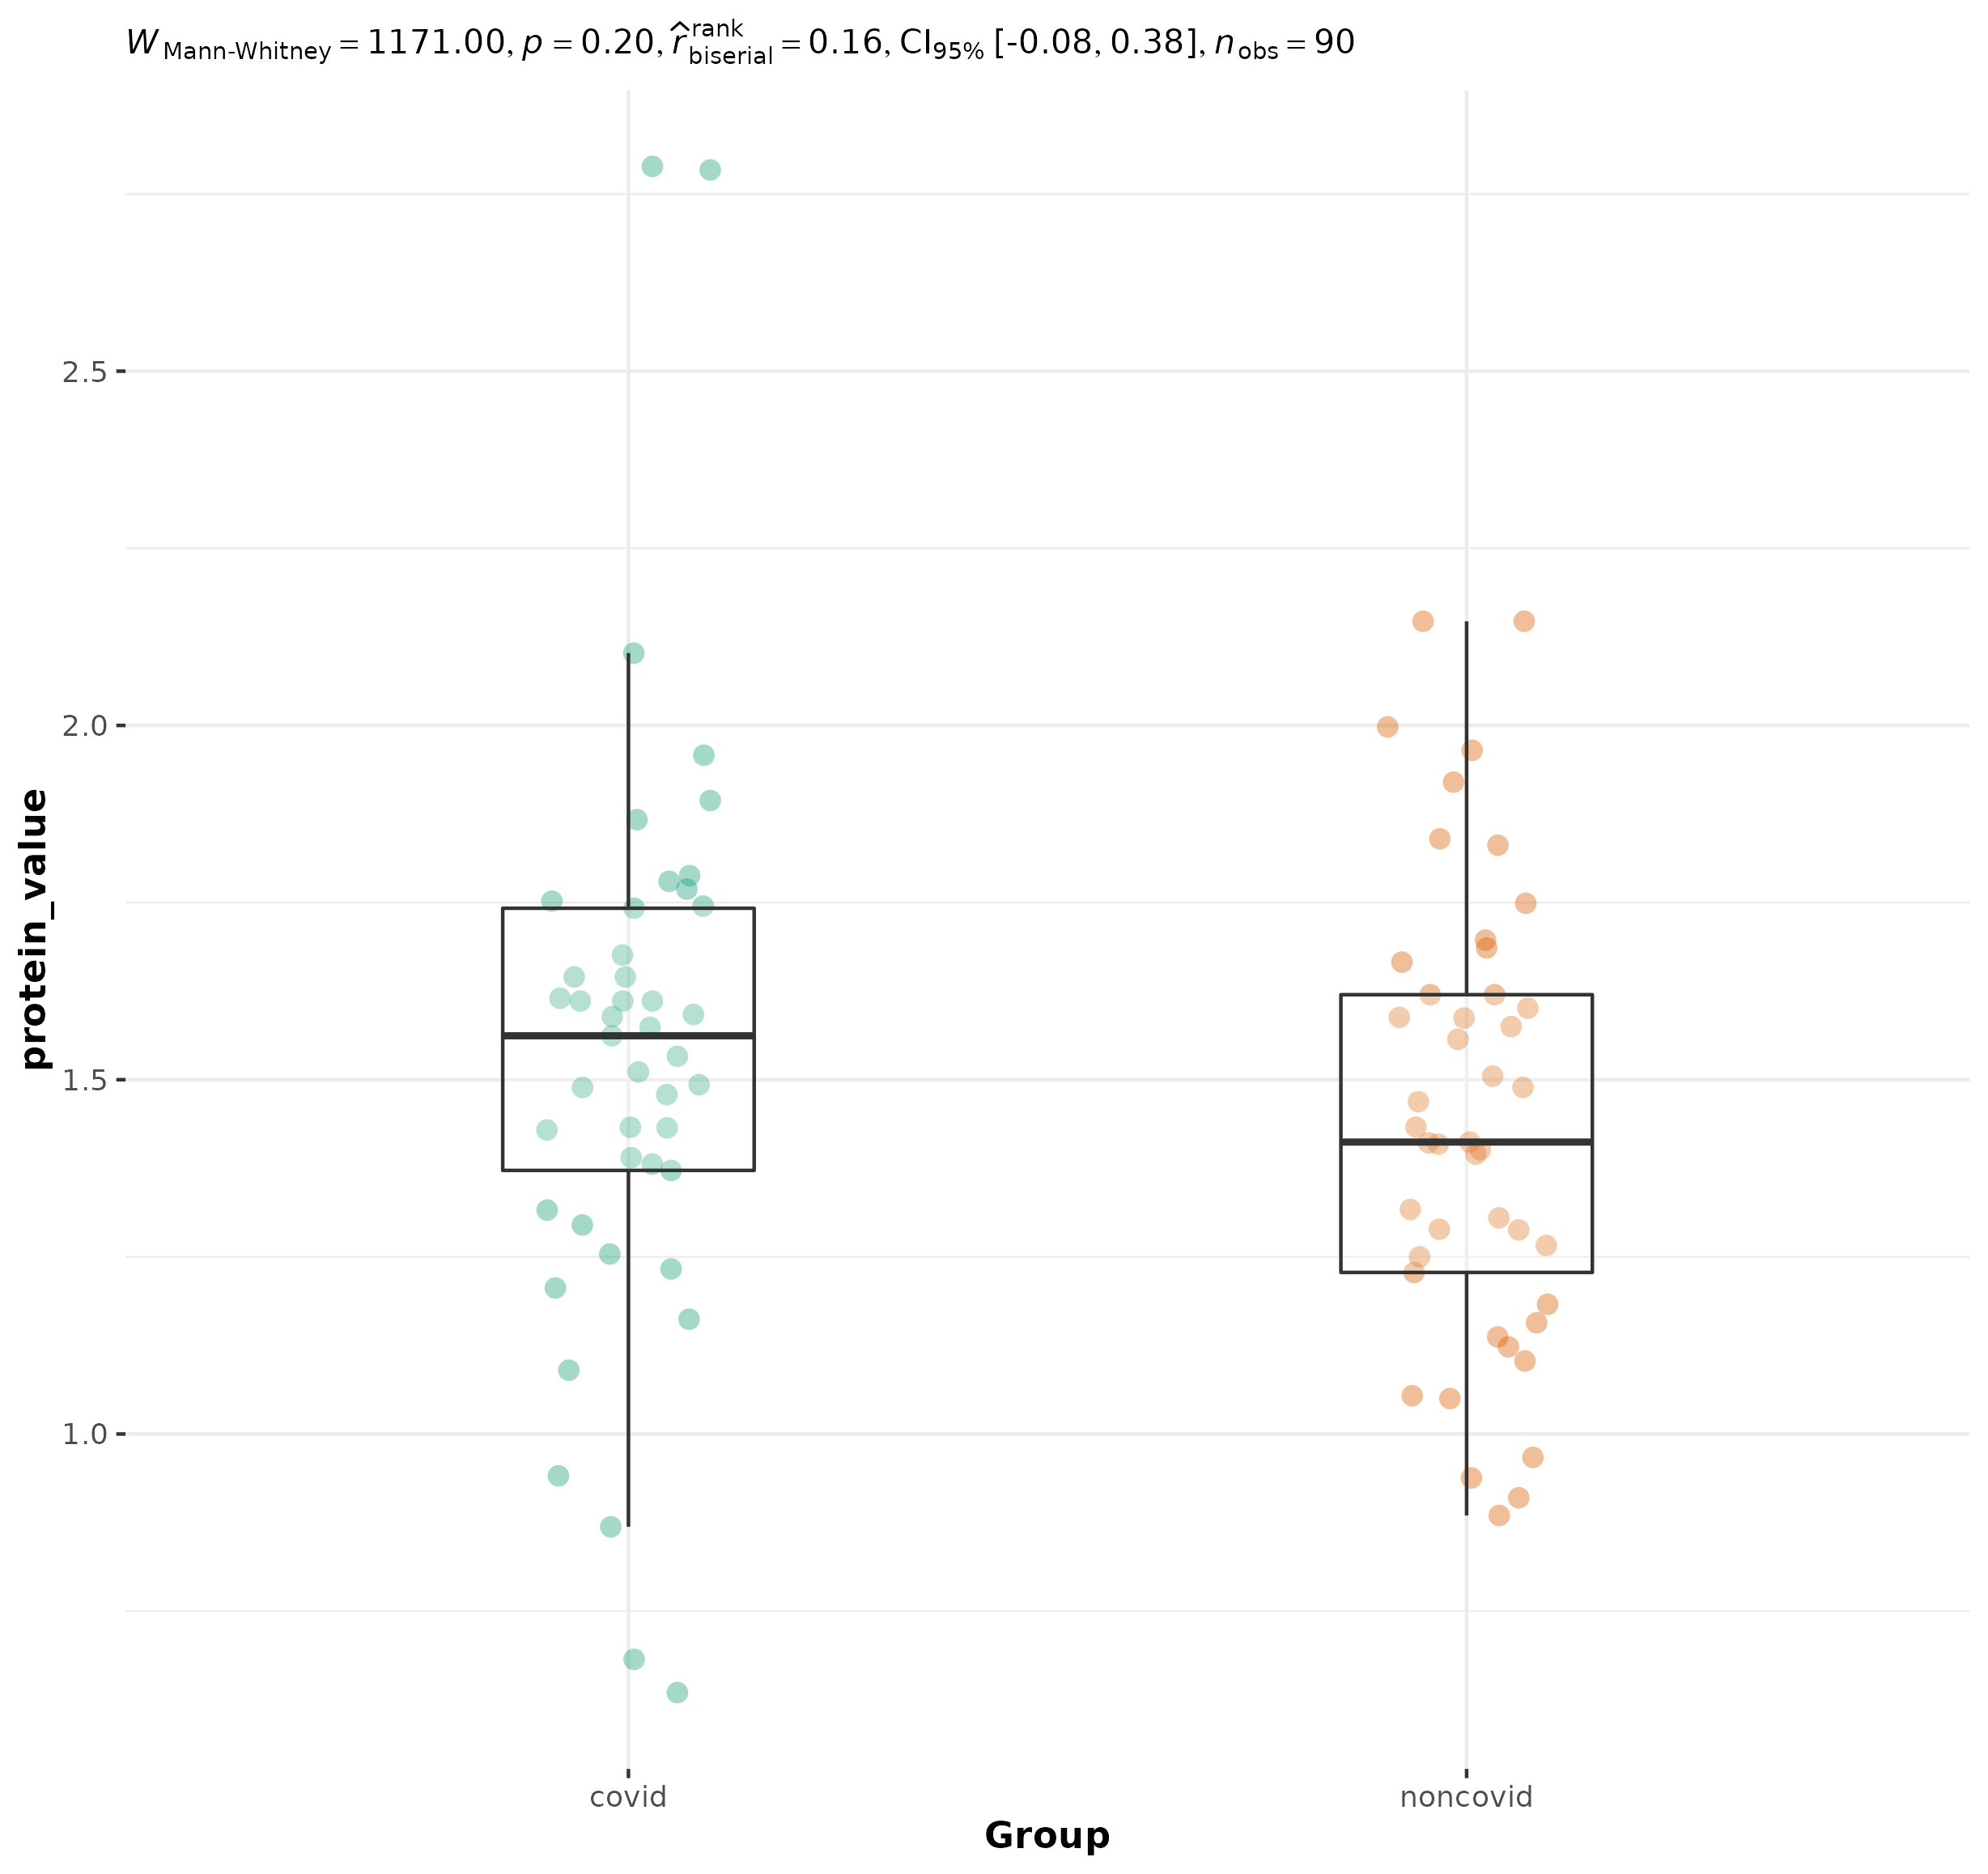 W Mann-Whitney = 1171.00, p = 0.20, r̂ rank biserial = 0.16, CI95% [-0.08, 0.38], n obs = 90
2.5
2.0
1.5
1.0
protein_value
covid noncovid
Group